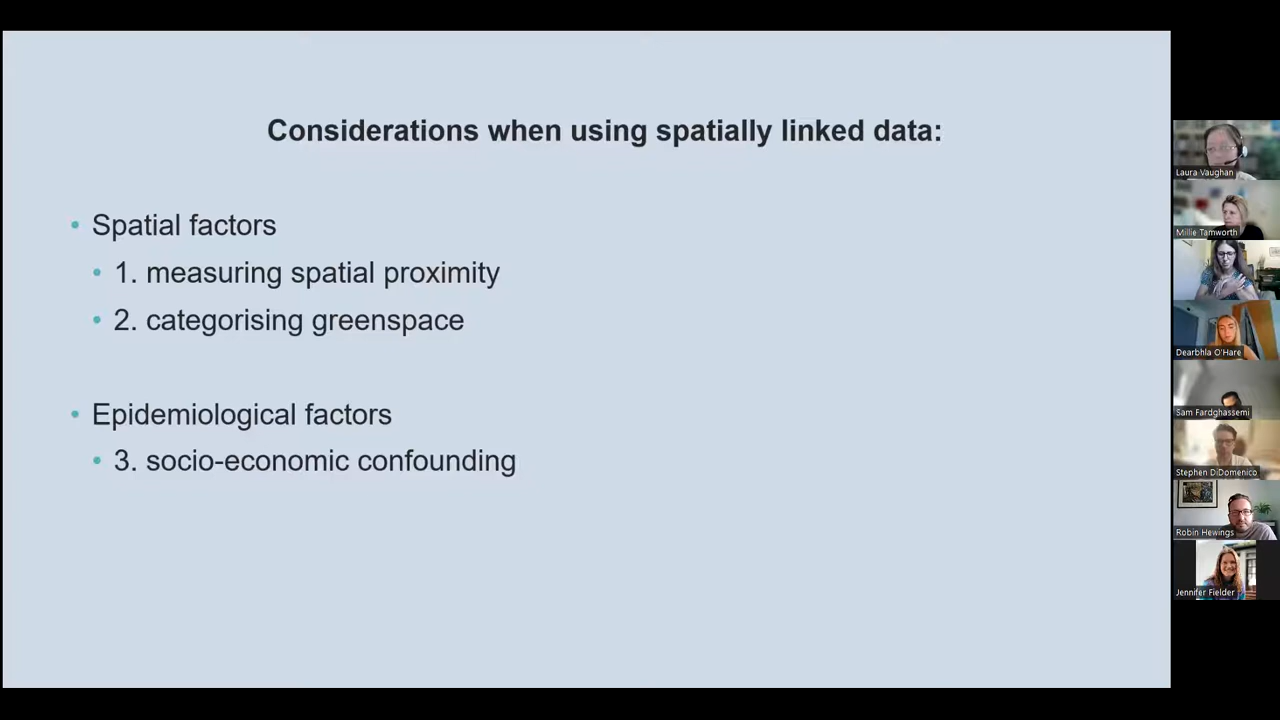 Considerations when using spatially linked data:
• Spatial factors
• 1. measuring spatial proximity
• 2. categorising greenspace
• Epidemiological factors
• 3. socio-economic confounding
Laura Vaughan
Millie Tamworth
Dearbhla O'Hare
Sam Fardghassemi
Stephen DiDomenico
Robin Hewings
Jennifer Fielder